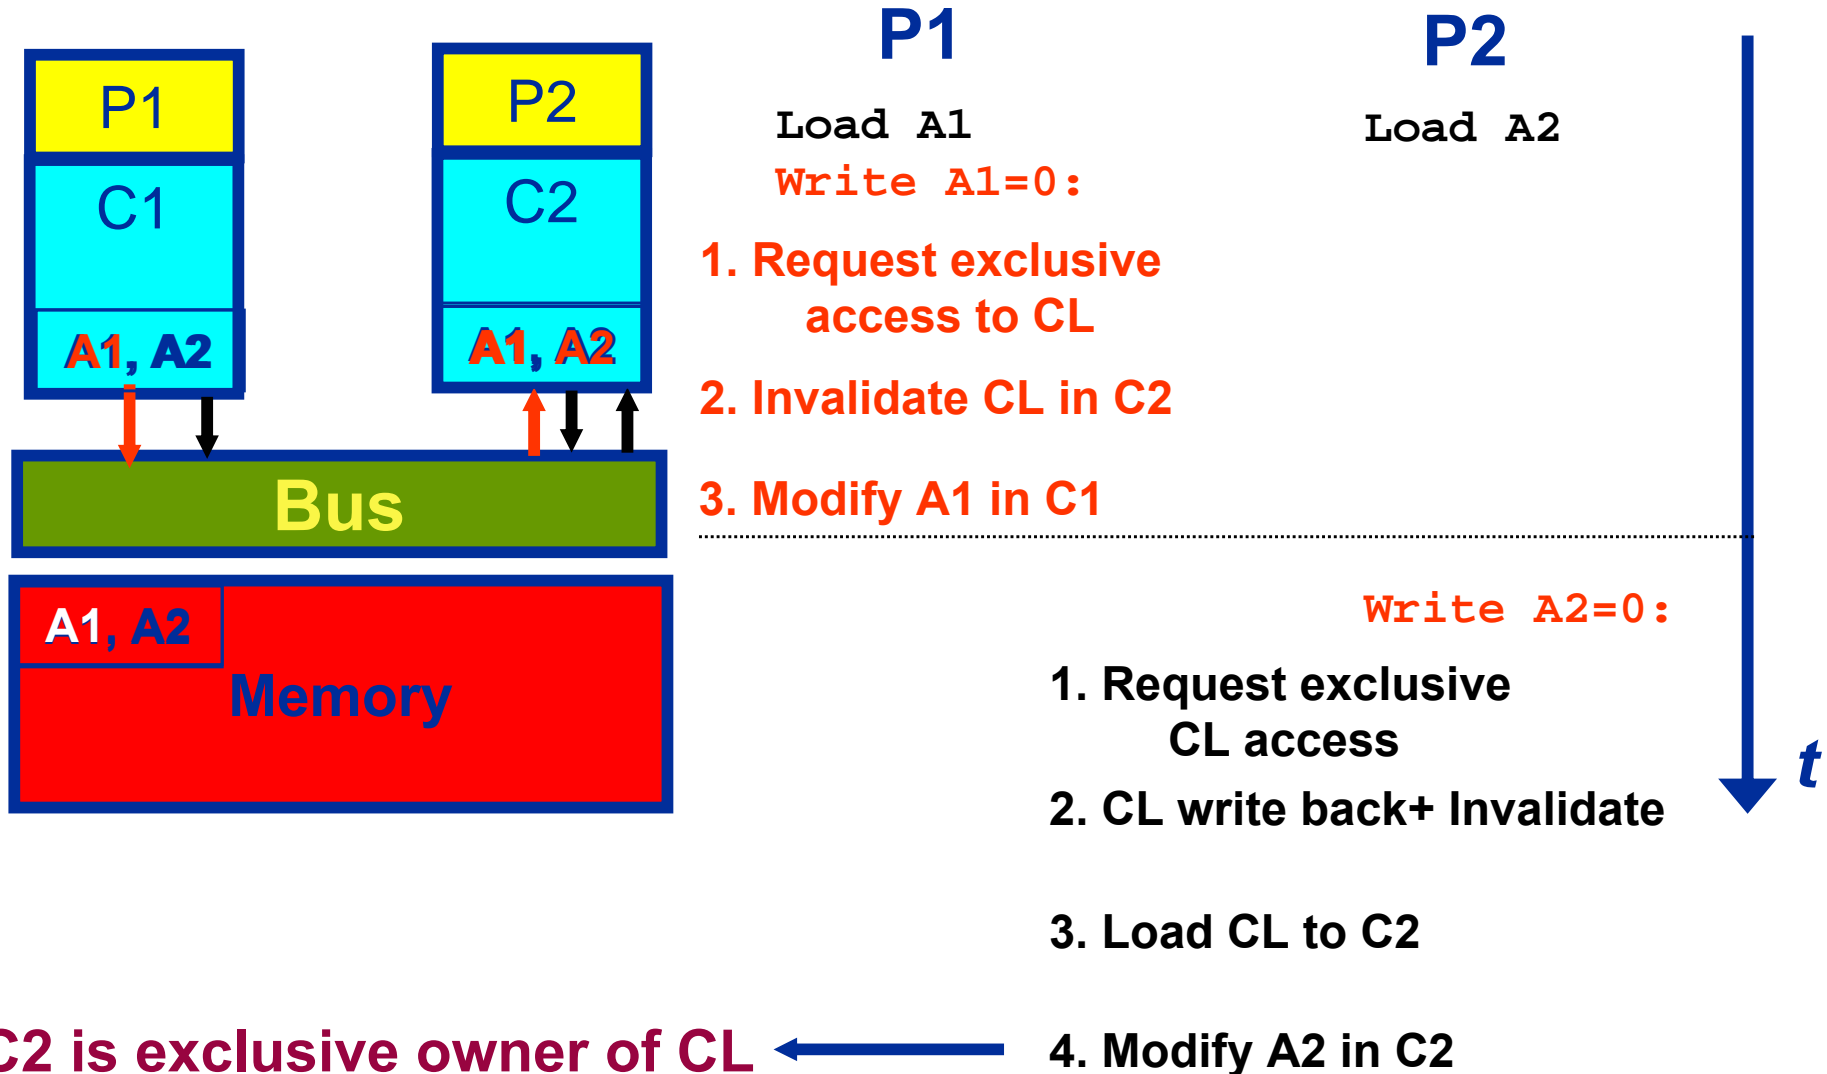 P1
P2
P1
P2
C1
C2
A1, A2
A1, A2
Bus
A1, A2
Memory
Load A1
Load A2
Write A1=0:
1. Request exclusive
access to CL
2. Invalidate CL in C2
3. Modify A1 in C1
Write A2=0:
1. Request exclusive
CL access
2. CL write back+ Invalidate
3. Load CL to C2
4. Modify A2 in C2
t
C2 is exclusive owner of CL